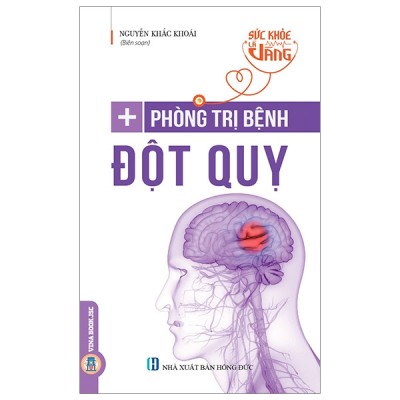 NGUYỄN KHẮC KHOÁI
(Biên soạn)
SỨC KHỎE
LÀ VÀNG
+ PHÒNG TRỊ BỆNH
ĐỘT QUỴ
VINA BOOK.JSC
NHÀ XUẤT BẢN HỒNG ĐỨC